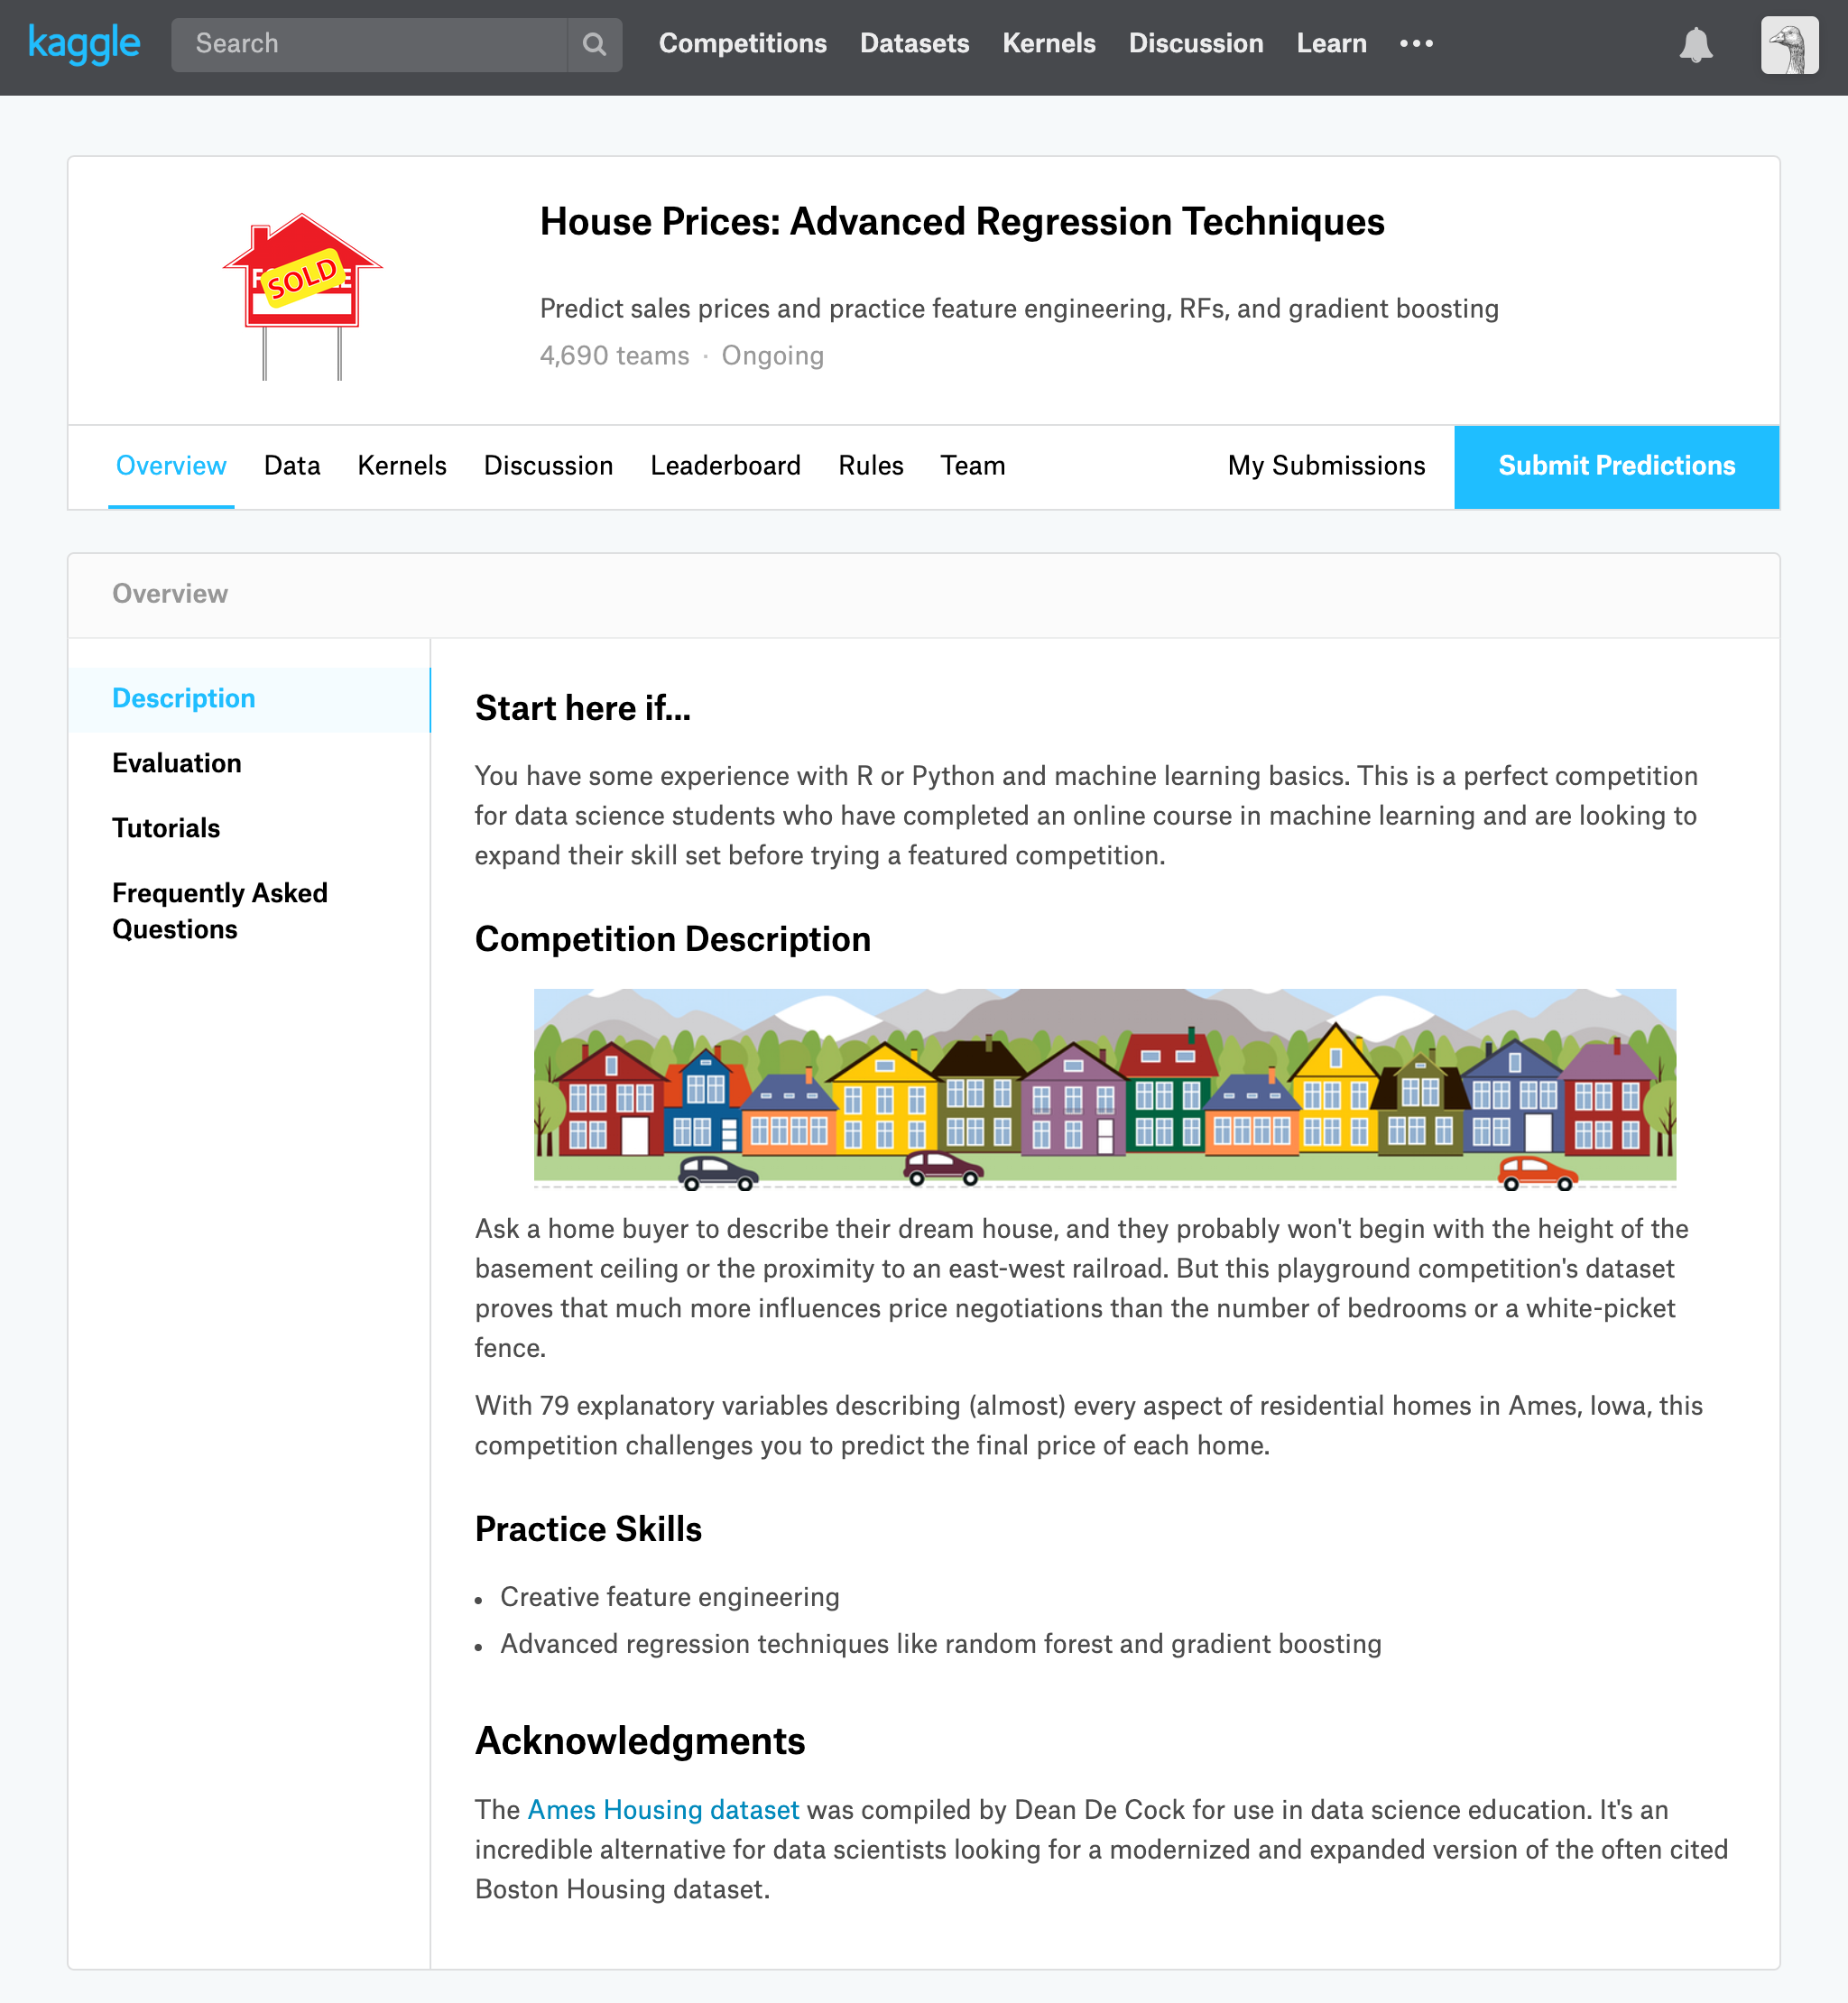 kaggle
Search
Competitions
Datasets
Kernels
Discussion
Learn
SOLD
House Prices: Advanced Regression Techniques
Predict sales prices and practice feature engineering, RFs, and gradient boosting
4,690 teams · Ongoing
Overview
Data
Kernels
Discussion
Leaderboard
Rules
Team
My Submissions
Submit Predictions
Overview
Description
Evaluation
Tutorials
Frequently Asked
Questions
Start here if...
You have some experience with R or Python and machine learning basics. This is a perfect competition
for data science students who have completed an online course in machine learning and are looking to
expand their skill set before trying a featured competition.
Competition Description
Ask a home buyer to describe their dream house, and they probably won't begin with the height of the
basement ceiling or the proximity to an east-west railroad. But this playground competition's dataset
proves that much more influences price negotiations than the number of bedrooms or a white-picket
fence.
With 79 explanatory variables describing (almost) every aspect of residential homes in Ames, Iowa, this
competition challenges you to predict the final price of each home.
Practice Skills
• Creative feature engineering
• Advanced regression techniques like random forest and gradient boosting
Acknowledgments
The Ames Housing dataset was compiled by Dean De Cock for use in data science education. It's an
incredible alternative for data scientists looking for a modernized and expanded version of the often cited
Boston Housing dataset.